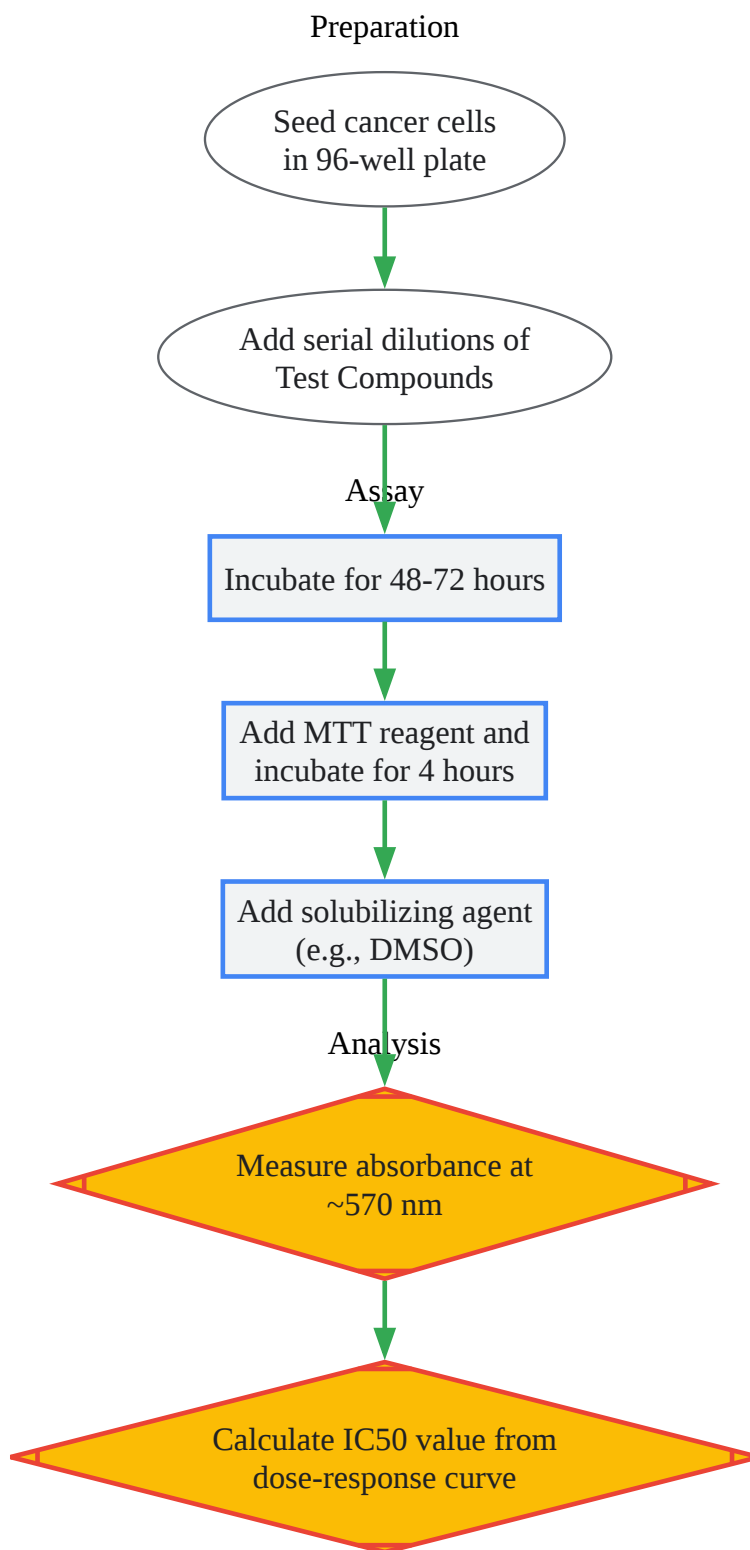 Preparation
Seed cancer cells
in 96-well plate
Add serial dilutions of
Test Compounds
Assay
Incubate for 48-72 hours
Add MTT reagent and
incubate for 4 hours
Add solubilizing agent
(e.g., DMSO)
Analysis
Measure absorbance at
~570 nm
Calculate IC50 value from
dose-response curve